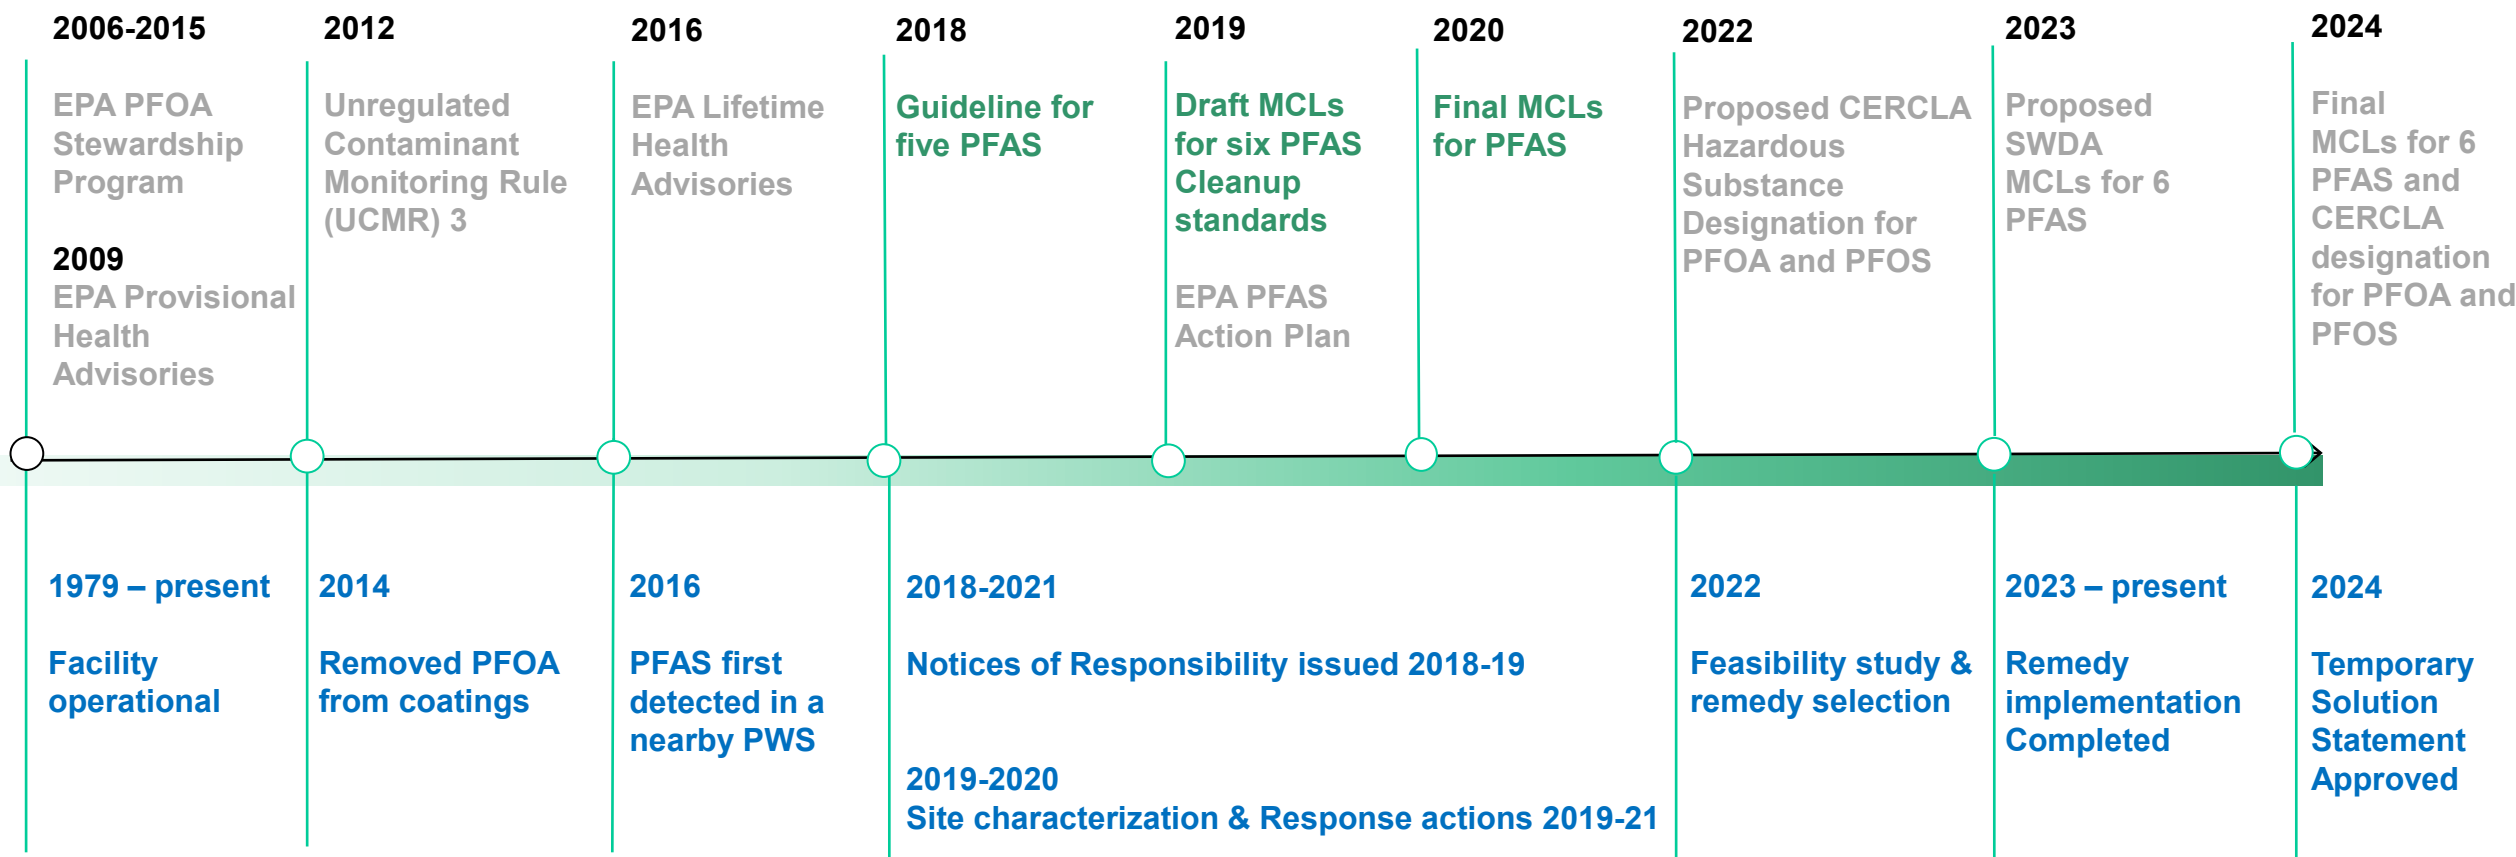 2006-2015
EPA PFOA
Stewardship
Program
2009
EPA Provisional
Health
Advisories
2012
Unregulated
Contaminant
Monitoring Rule
(UCMR) 3
2016
EPA Lifetime
Health
Advisories
2018
Guideline for
five PFAS
2019
Draft MCLs
for six PFAS
Cleanup
standards
EPA PFAS
Action Plan
2020
Final MCLs
for PFAS
2022
Proposed CERCLA
Hazardous
Substance
Designation for
PFOA and PFOS
2023
Proposed
SWDA
MCLs for 6
PFAS
2024
Final
MCLs for 6
PFAS and
CERCLA
designation
for PFOA and
PFOS
1979 – present
Facility
operational
2014
Removed PFOA
from coatings
2016
PFAS first
detected in a
nearby PWS
2018-2021
Notices of Responsibility issued 2018-19
2019-2020
Site characterization & Response actions 2019-21
2022
Feasibility study &
remedy selection
2023 – present
Remedy
implementation
Completed
2024
Temporary
Solution
Statement
Approved